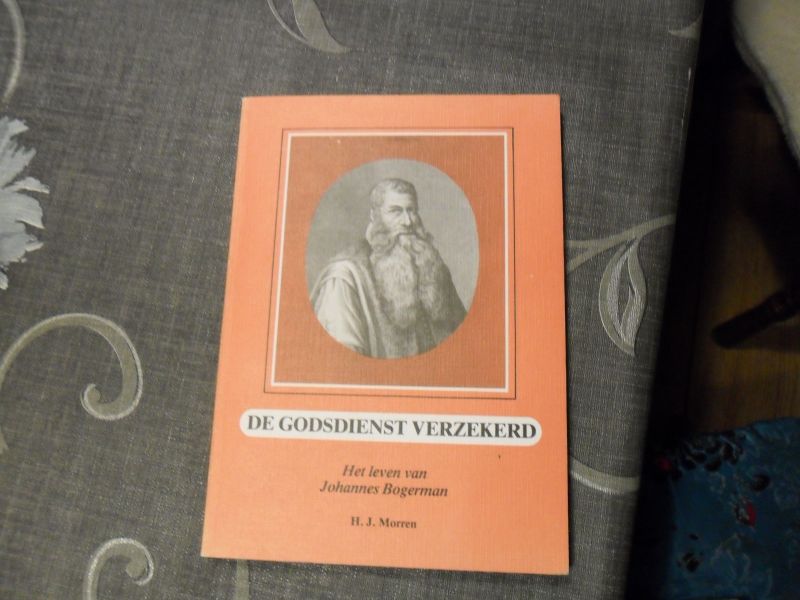 DE GODSDIENST VERZEKERD
Het leven van
Johannes Bogerman
H. J. Morren